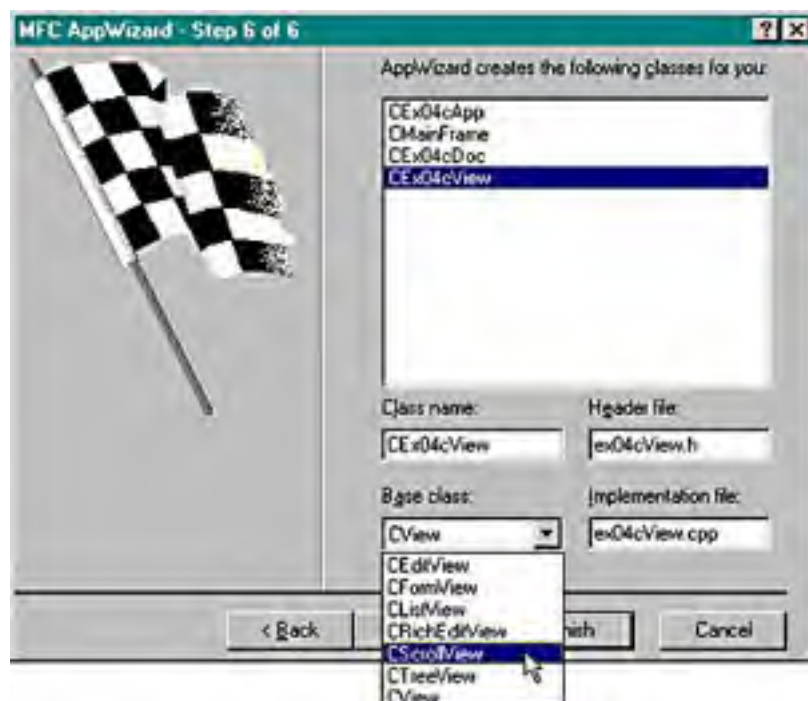 MFC AppWizard - Step 6 of 6
AppWizard creates the following classes for you:
CEx04cApp
CMainFrame
CEx04cDoc
CEx04cView
Class name:
Header file:
CEx04cView
ex04cView.h
Base class:
Implementation file:
CView
ex04cView.cpp
CEditView
CFormView
CListView
CRichEditView
CScrollView
CTreeView
CView
< Back
nish
Cancel